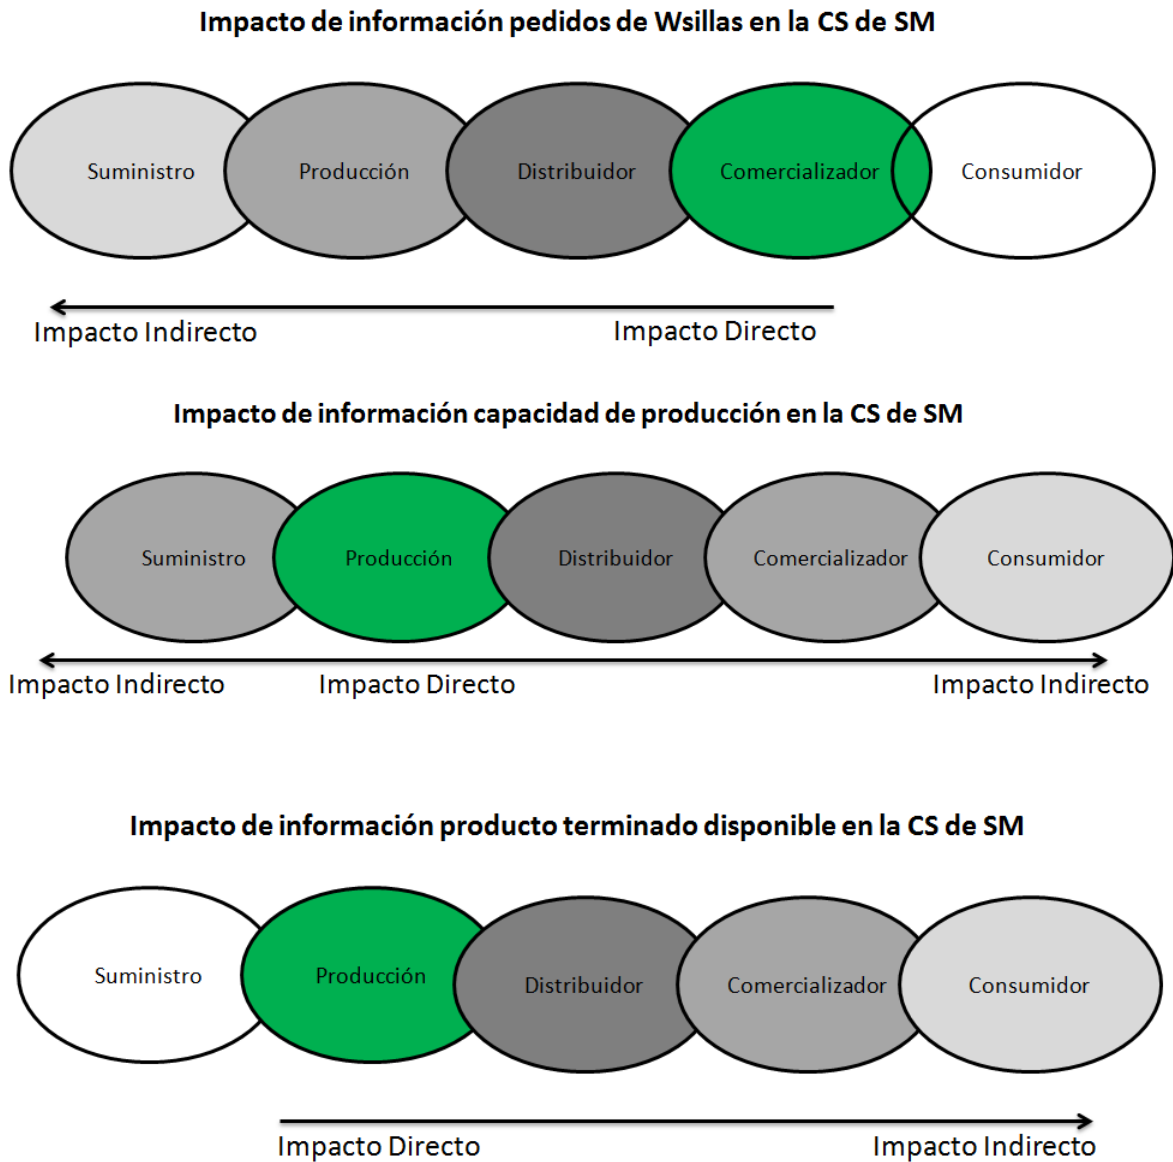 Impacto de información pedidos de Wsillas en la CS de SM
Suministro
Producción
Distribuidor
Comercializador
Consumidor
Impacto Indirecto
Impacto Directo
Impacto de información capacidad de producción en la CS de SM
Suministro
Producción
Distribuidor
Comercializador
Consumidor
Impacto Indirecto
Impacto Directo
Impacto Indirecto
Impacto de información producto terminado disponible en la CS de SM
Suministro
Producción
Distribuidor
Comercializador
Consumidor
Impacto Directo
Impacto Indirecto